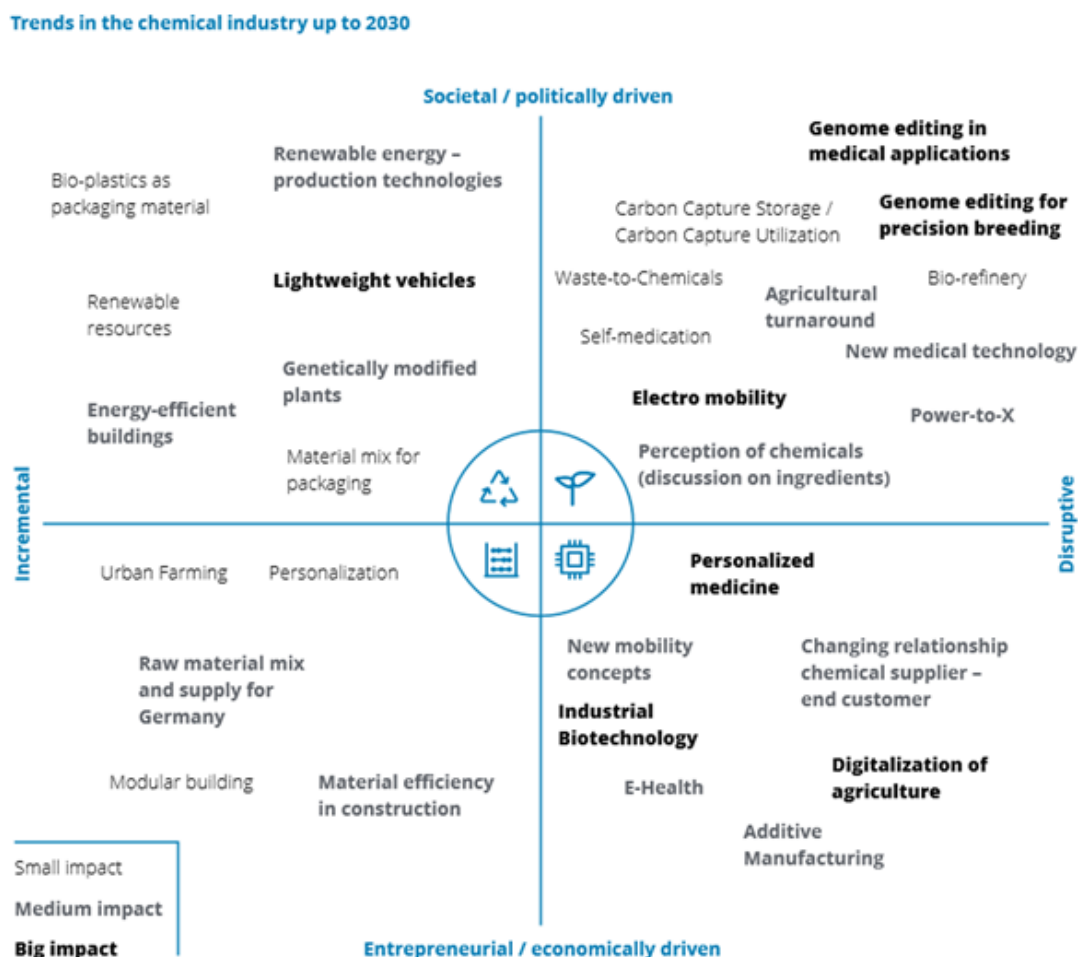 Trends in the chemical industry up to 2030
Societal / politically driven
Renewable energy –
production technologies
Bio-plastics as
packaging material
Lightweight vehicles
Renewable
resources
Genetically modified
plants
Energy-efficient
buildings
Material mix for
packaging
Genome editing in
medical applications
Genome editing for
precision breeding
Carbon Capture Storage /
Carbon Capture Utilization
Waste-to-Chemicals
Bio-refinery
Agricultural
turnaround
Self-medication
New medical technology
Electro mobility
Power-to-X
Perception of chemicals
(discussion on ingredients)
Incremental
Disruptive
Urban Farming
Personalization
Raw material mix
and supply for
Germany
Modular building
Material efficiency
in construction
Personalized
medicine
New mobility
concepts
Changing relationship
chemical supplier –
end customer
Industrial
Biotechnology
Digitalization of
agriculture
E-Health
Additive
Manufacturing
Small impact
Medium impact
Big impact
Entrepreneurial / economically driven